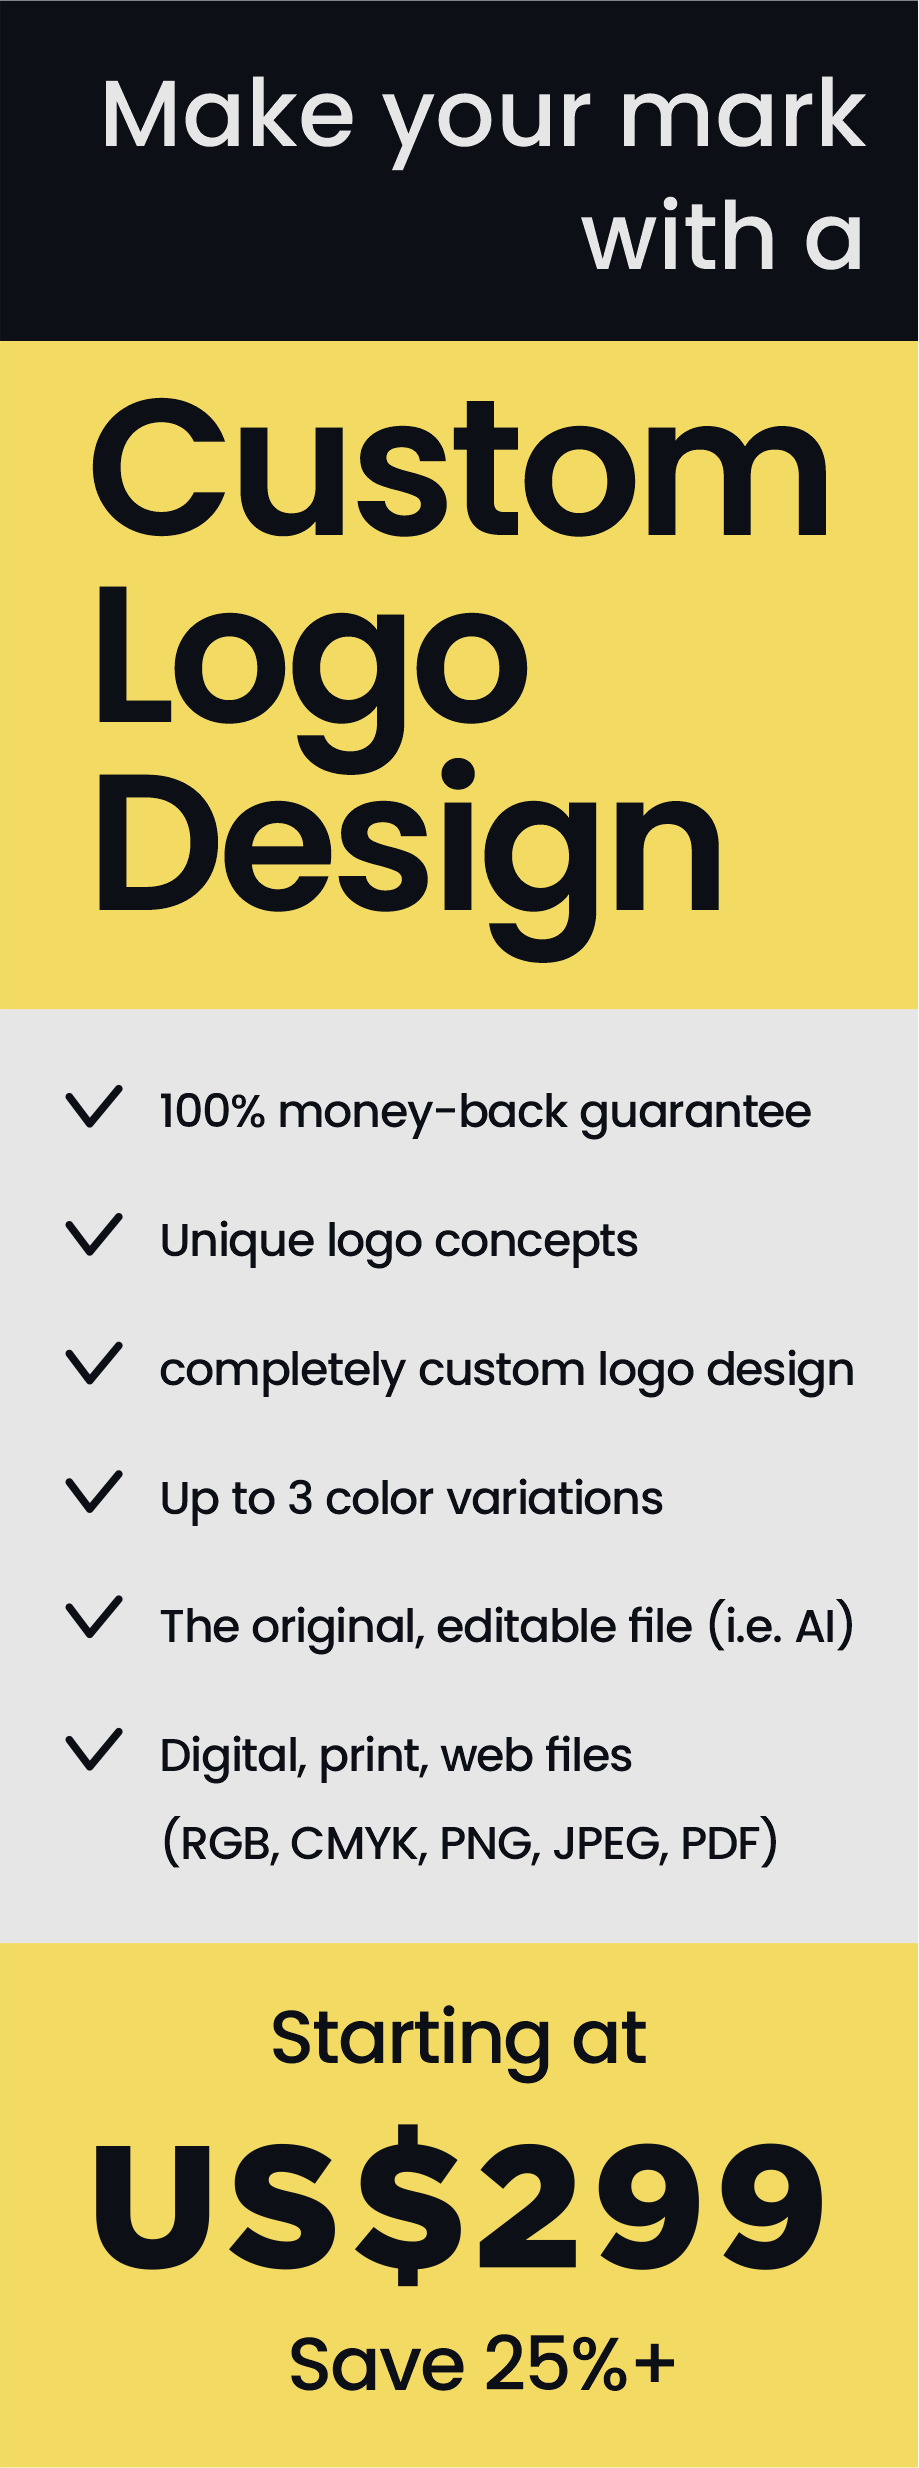 Make your mark
with a
Custom
Logo
Design
100% money-back guarantee
Unique logo concepts
completely custom logo design
Up to 3 color variations
The original, editable file (i.e. AI)
Digital, print, web files
(RGB, CMYK, PNG, JPEG, PDF)
Starting at
US$299
Save 25%+